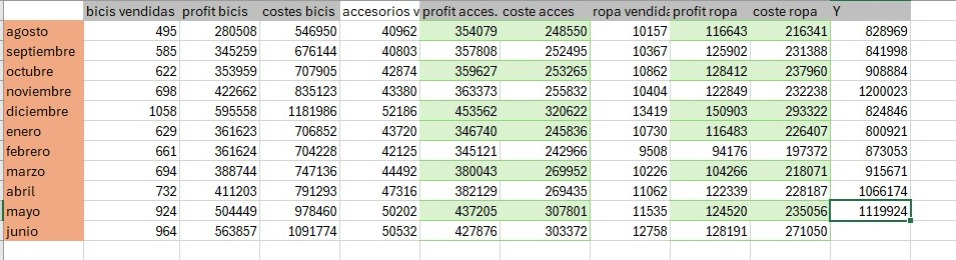 bicis vendidas profit bicis costes bicis accesorios v profit acces. coste acces ropa vendida profit ropa coste ropa Y
agosto 495 280508 546950 40962 354079 248550 10157 116643 216341 828969
septiembre 585 345259 676144 40803 357808 252495 10367 125902 231388 841998
octubre 622 353959 707905 42874 359627 253265 10862 128412 237960 908884
noviembre 698 422662 835123 43380 363373 255832 10404 122849 232238 1200023
diciembre 1058 595558 1181986 52186 453562 320622 13419 150903 293322 824846
enero 629 361623 706852 43720 346740 245836 10730 116483 226407 800921
febrero 661 361624 704228 42125 345121 242966 9508 94176 197372 873053
marzo 694 388744 747136 44492 380043 269952 10226 104266 218071 915671
abril 732 411203 791293 47316 382129 269435 11062 122339 228187 1066174
mayo 924 504449 978460 50202 437205 307801 11535 124520 235056 1119924
junio 964 563857 1091774 50532 427876 303372 12758 128191 271050